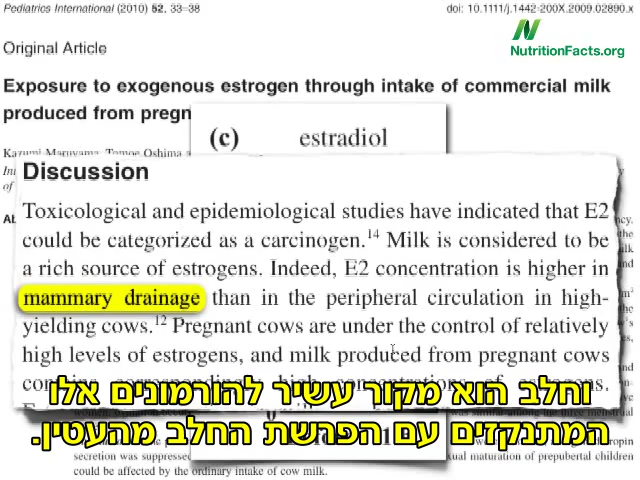 Pediatrics International (2010) 52, 33–38
doi: 10.1111/j.1442-200X.2009.02890.x
Original Article
NutritionFacts.org
Exposure to exogenous estrogen through intake of commercial milk
produced from pregn
(c) estradiol
Discussion
Toxicological and epidemiological studies have indicated that E2
could be categorized as a carcinogen.14 Milk is considered to be
a rich source of estrogens. Indeed, E2 concentration is higher in
mammary drainage than in the peripheral circulation in high-
yielding cows.12 Pregnant cows are under the control of relatively
high levels of estrogens, and milk produced from pregnant cows
וחלב הוא מקור עשיר להורמונים אלו
המתנקזים עם הפרשת החלב מהעטין.
secretion was suppressed
xual maturation of prepubertal children
could be affected by the ordinary intake of cow milk.